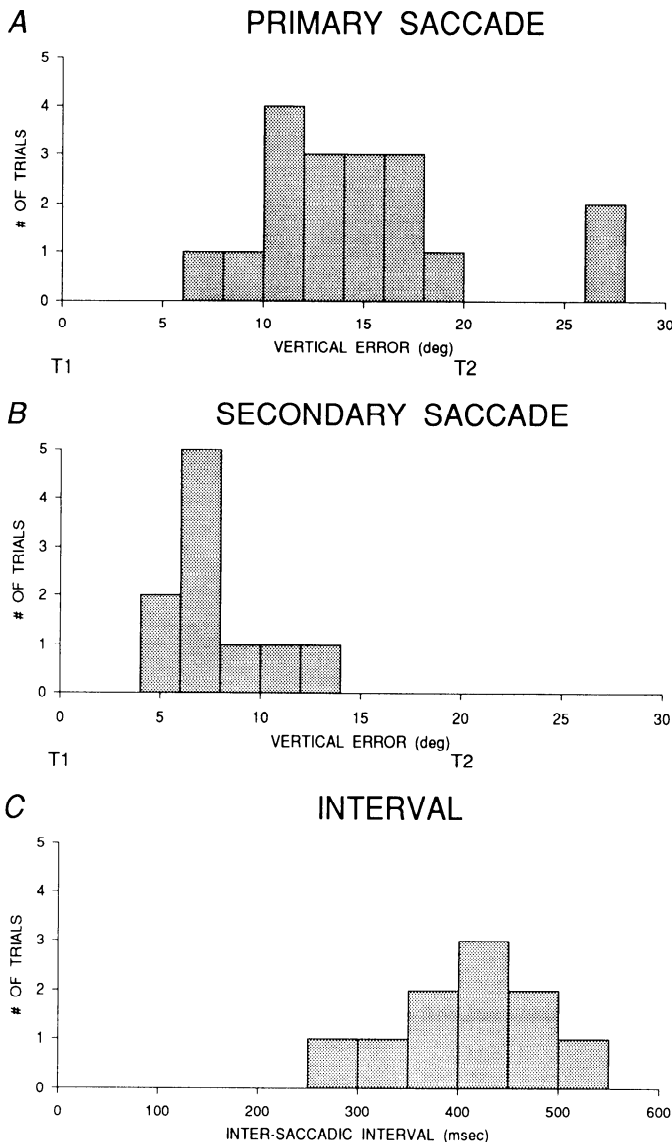 A PRIMARY SACCADE
5
4
3
2
1
0
# OF TRIALS
0 5 10 15 20 25 30
VERTICAL ERROR (deg)
T1 T2
B SECONDARY SACCADE
5
4
3
2
1
0
# OF TRIALS
0 5 10 15 20 25 30
VERTICAL ERROR (deg)
T1 T2
C INTERVAL
5
4
3
2
1
0
# OF TRIALS
0 100 200 300 400 500 600
INTER-SACCADIC INTERVAL (msec)